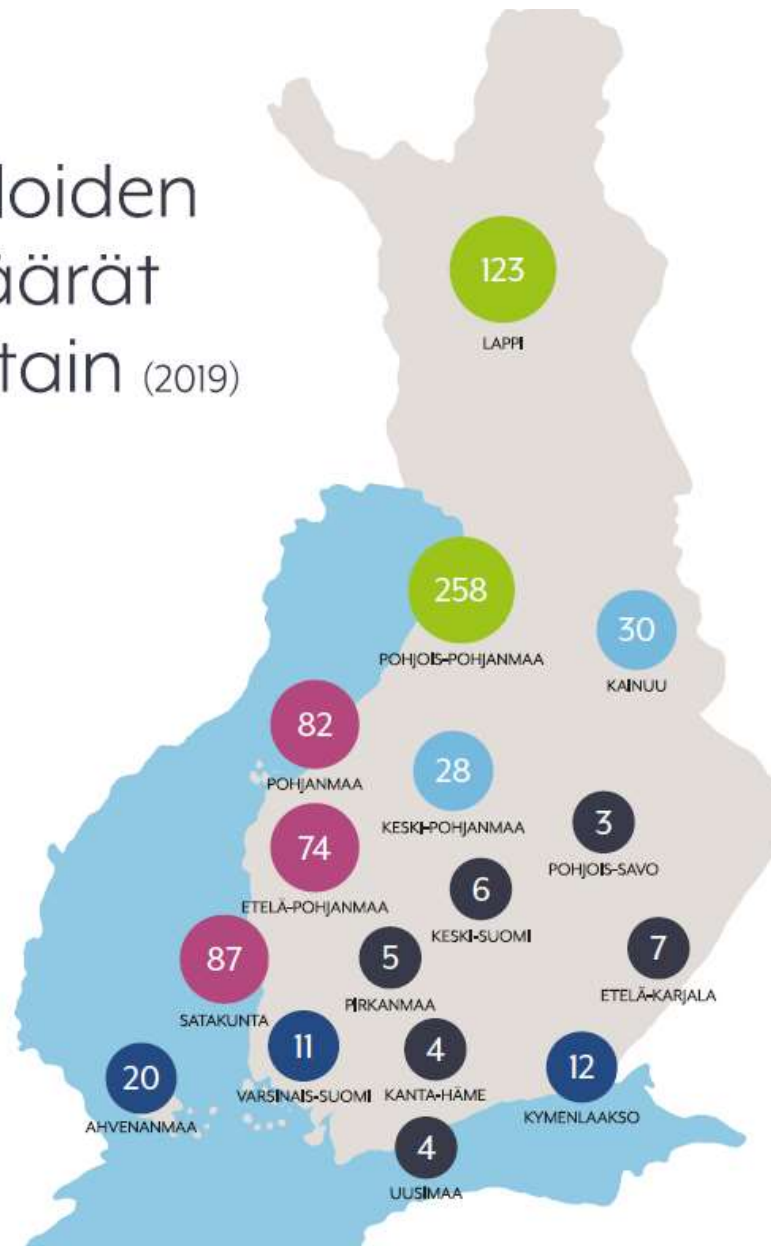 loiden
äärät
tain (2019)
123
LAPPI
258
POHJOIS-POHJANMAA
30
KAINUU
82
POHJANMAA
28
KESKI-POHJANMAA
3
POHJOIS-SAVO
74
ETELÄ-POHJANMAA
6
KESKI-SUOMI
87
SATAKUNTA
5
PIRKANMAA
7
ETELÄ-KARJALA
20
AHVENANMAA
11
VARSINAIS-SUOMI
4
KANTA-HÄME
12
KYMENLAAKSO
4
UUSIMAA